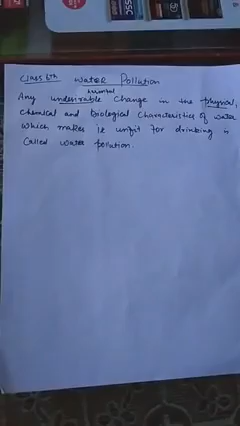 Class 6th Water Pollution
Any undesirable change in the physical,
chemical and biological characteristics of water
which makes it unfit for drinking is
called water pollution.